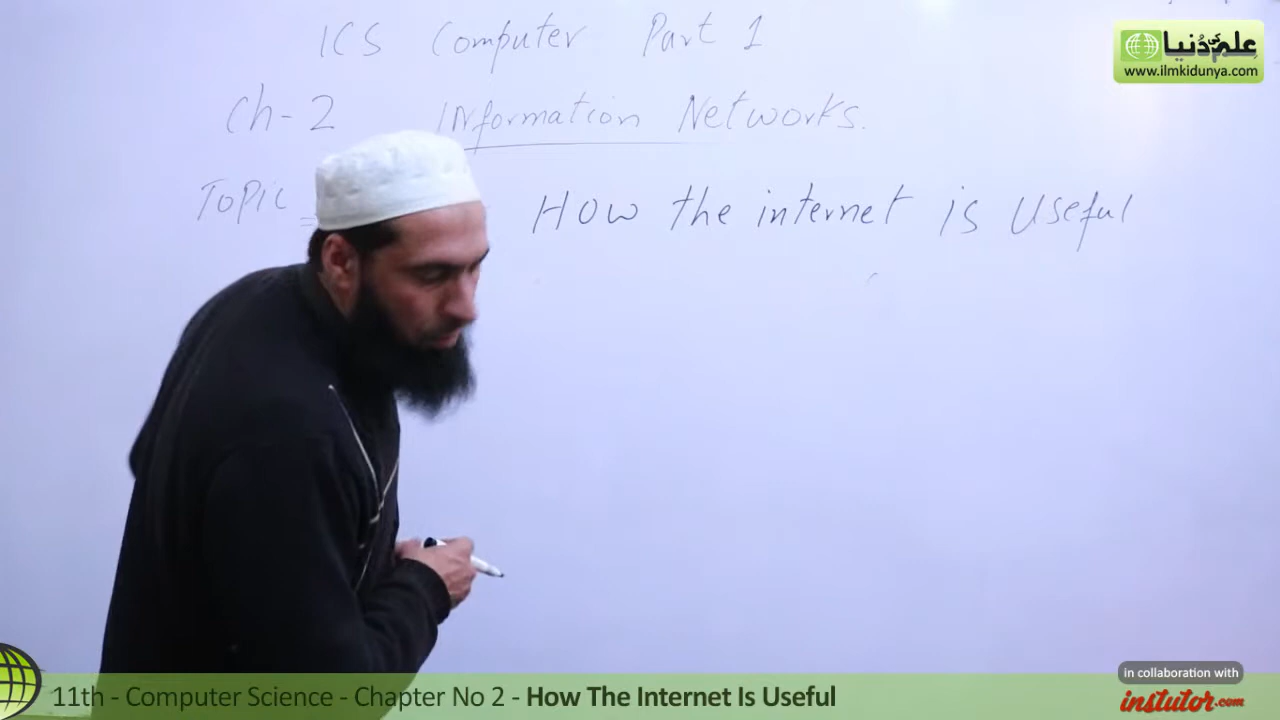 ICS Computer Part 1
Ch-2 Information Networks.
Topic = How the internet is Useful
علم کی دُنیا
www.ilmkidunya.com
in collaboration with
instutor.com
11th - Computer Science - Chapter No 2 - How The Internet Is Useful